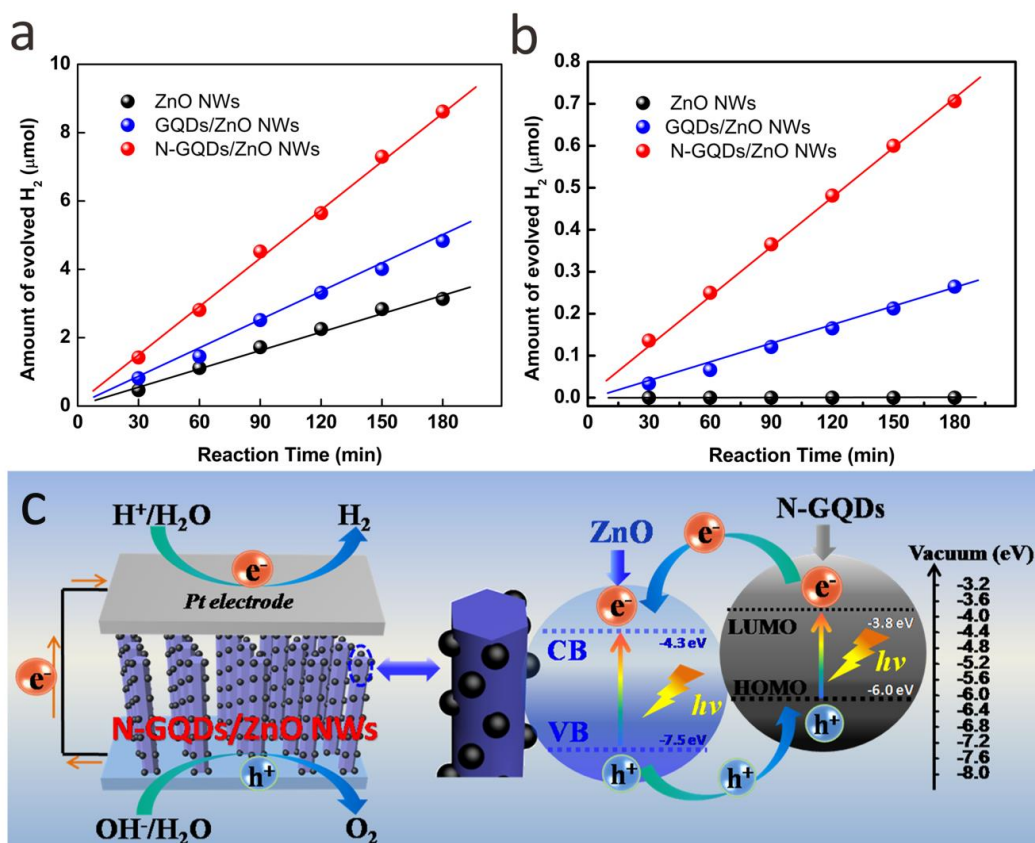 a
10
8
6
4
2
0
Amount of evolved H₂ (μmol)
ZnO NWs
GQDs/ZnO NWs
N-GQDs/ZnO NWs
0 30 60 90 120 150 180
Reaction Time (min)
b
0.8
0.7
0.6
0.5
0.4
0.3
0.2
0.1
0.0
Amount of evolved H₂ (μmol)
ZnO NWs
GQDs/ZnO NWs
N-GQDs/ZnO NWs
0 30 60 90 120 150 180
Reaction Time (min)
c
H⁺/H₂O
H₂
e⁻
Pt electrode
e⁻
N-GQDs/ZnO NWs
h⁺
OH⁻/H₂O
O₂
ZnO
e⁻
N-GQDs
e⁻
e⁻
CB
-4.3 eV
hν
VB
-7.5 eV
h⁺
h⁺
LUMO
-3.8 eV
hν
HOMO
-6.0 eV
h⁺
Vacuum (eV)
-3.2
-3.6
-4.0
-4.4
-4.8
-5.2
-5.6
-6.0
-6.4
-6.8
-7.2
-7.6
-8.0